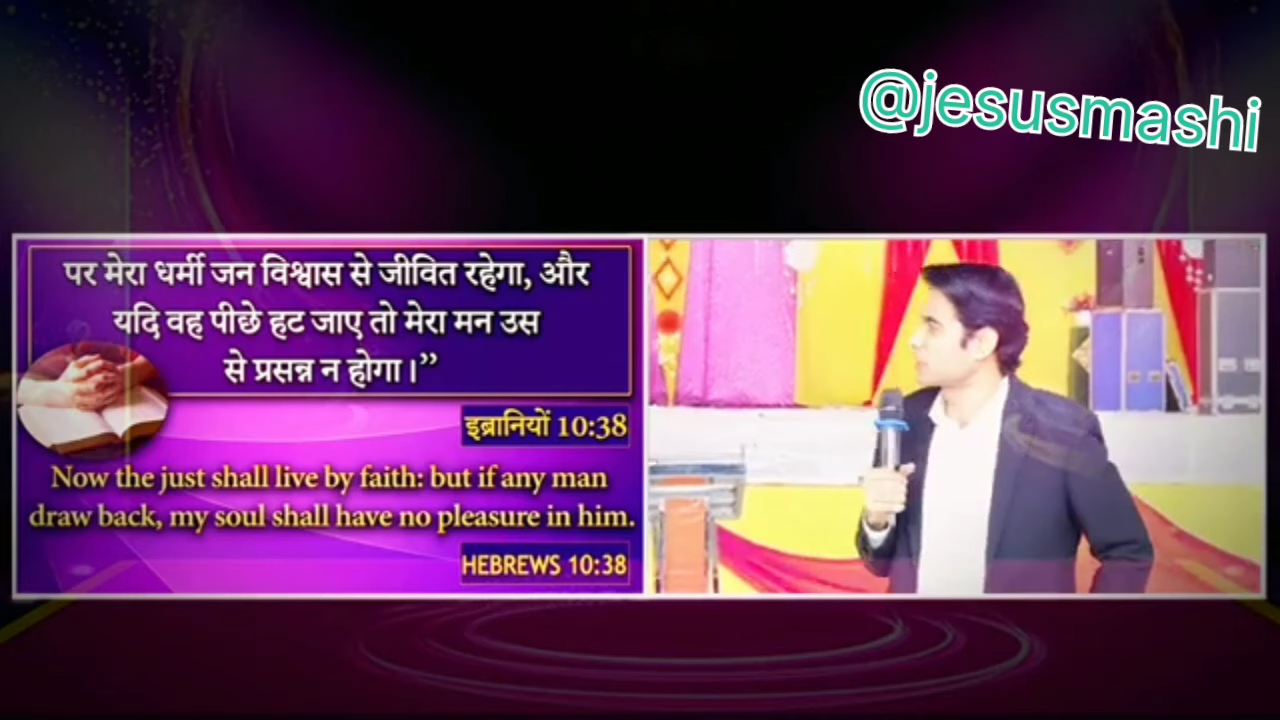 @jesusmashi
पर मेरा धर्मी जन विश्वास से जीवित रहेगा, और
यदि वह पीछे हट जाए तो मेरा मन उस
से प्रसन्न न होगा।”
इब्रानियों 10:38
Now the just shall live by faith: but if any man
draw back, my soul shall have no pleasure in him.
HEBREWS 10:38